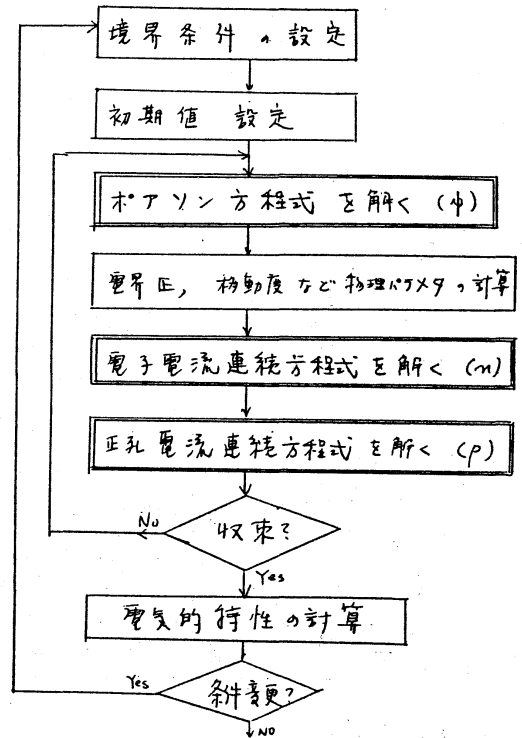 境界条件の設定
初期値 設定
ポアソン方程式を解く (ψ)
電界E, 移動度など物理パラメタの計算
電子電流連続方程式を解く (n)
正孔電流連続方程式を解く (p)
収束?
No
Yes
電気的特性の計算
条件変更?
Yes
NO